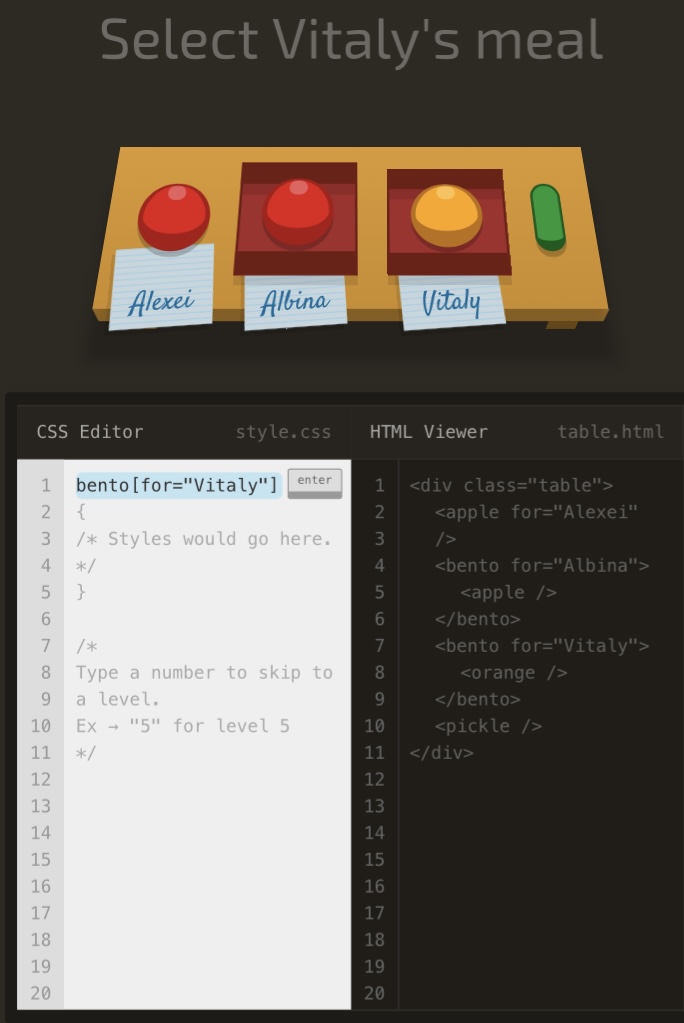 Select Vitaly's meal
Alexei
Albina
Vitaly
CSS Editor
style.css
HTML Viewer
table.html
1 bento[for="Vitaly"] enter
2 {
3 /* Styles would go here.
4 */
5 }
6
7 /*
8 Type a number to skip to
9 a level.
10 Ex → "5" for level 5
11 */
12
13
14
15
16
17
18
19
20
1 <div class="table">
2 <apple for="Alexei"
3 />
4 <bento for="Albina">
5 <apple />
6 </bento>
7 <bento for="Vitaly">
8 <orange />
9 </bento>
10 <pickle />
11 </div>
12
13
14
15
16
17
18
19
20